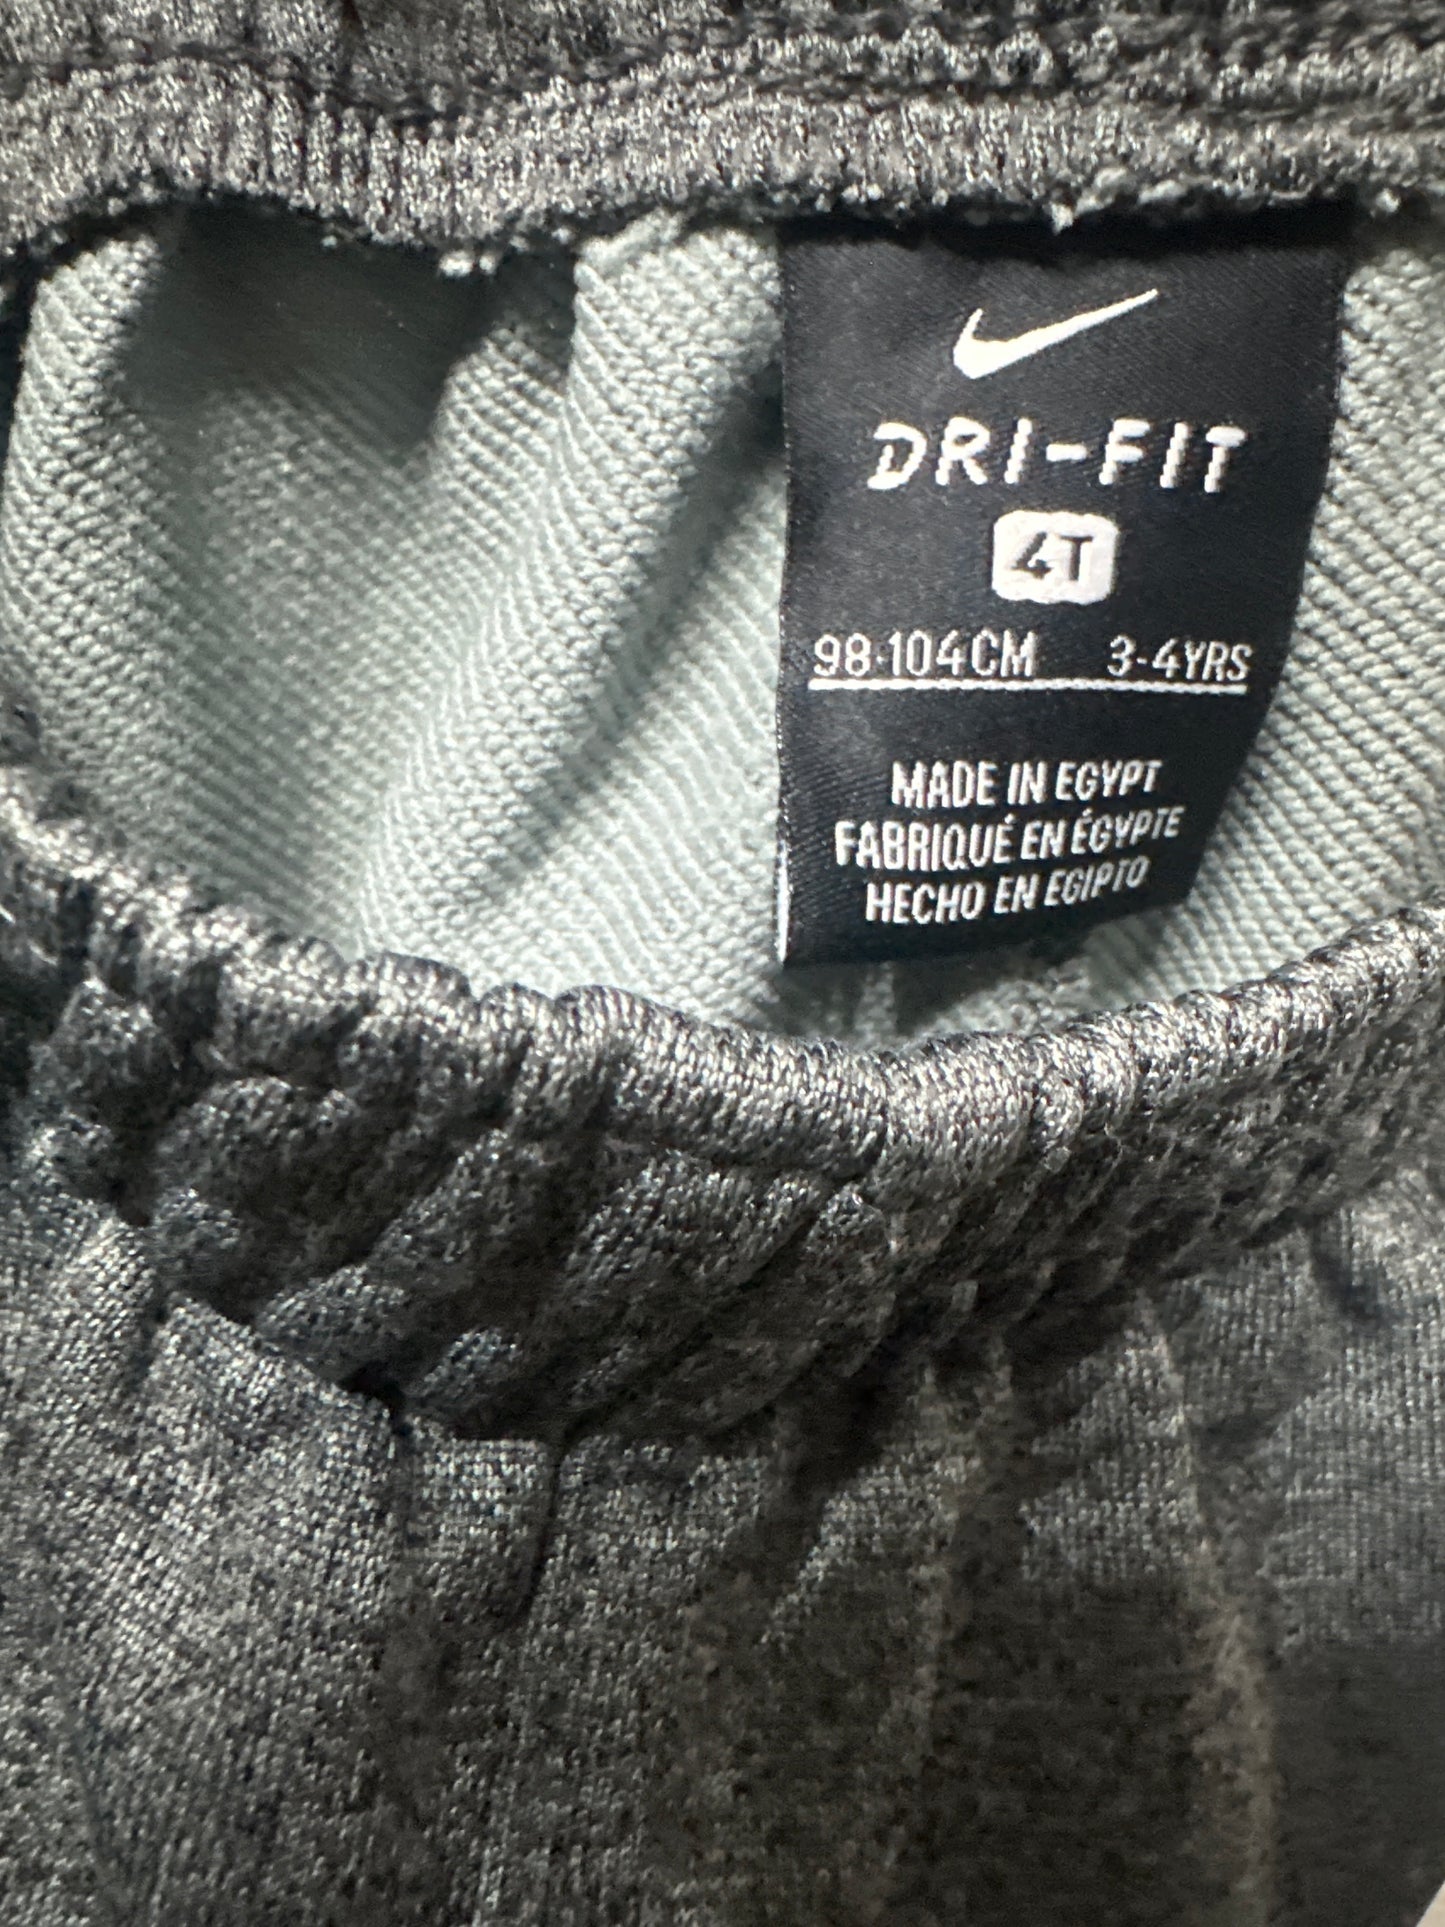 DRI-FIT
4T
98-104CM 3-4YRS
MADE IN EGYPT
FABRIQUÉ EN ÉGYPTE
HECHO EN EGIPTO